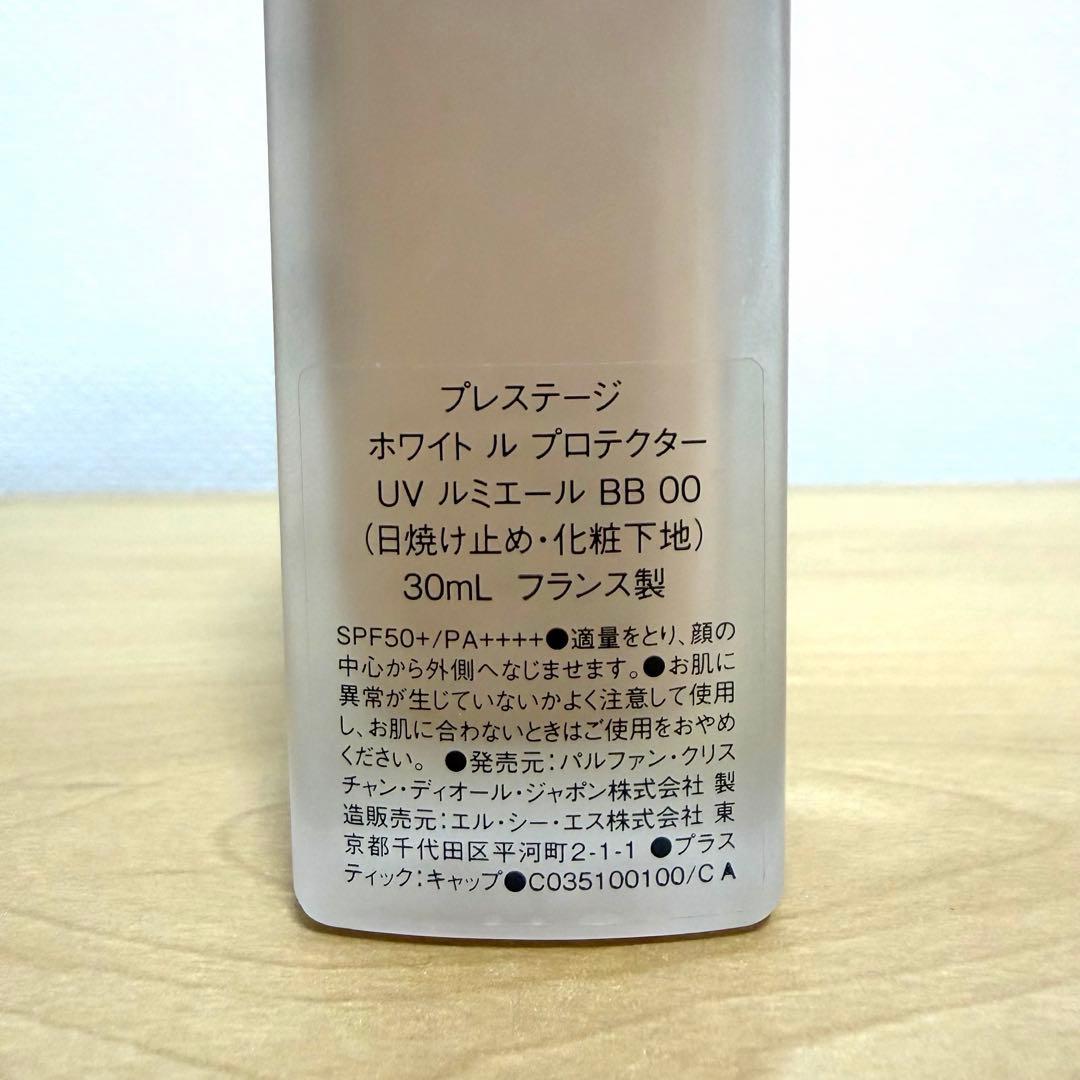 プレステージ
ホワイト ル プロテクター
UV ルミエール BB 00
(日焼け止め・化粧下地)
30mL フランス製
SPF50+/PA++++●適量をとり、顔の
中心から外側へなじませます。●お肌に
異常が生じていないかよく注意して使用
し、お肌に合わないときはご使用をおやめ
ください。 ●発売元:パルファン・クリス
チャン・ディオール・ジャポン株式会社 製
造販売元:エル・シー・エス株式会社 東
京都千代田区平河町2-1-1 ●プラス
ティック:キャップ●C035100100/CA